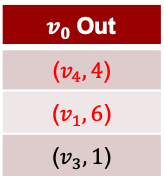 v₀ Out
(v₄, 4)
(v₁, 6)
(v₃, 1)